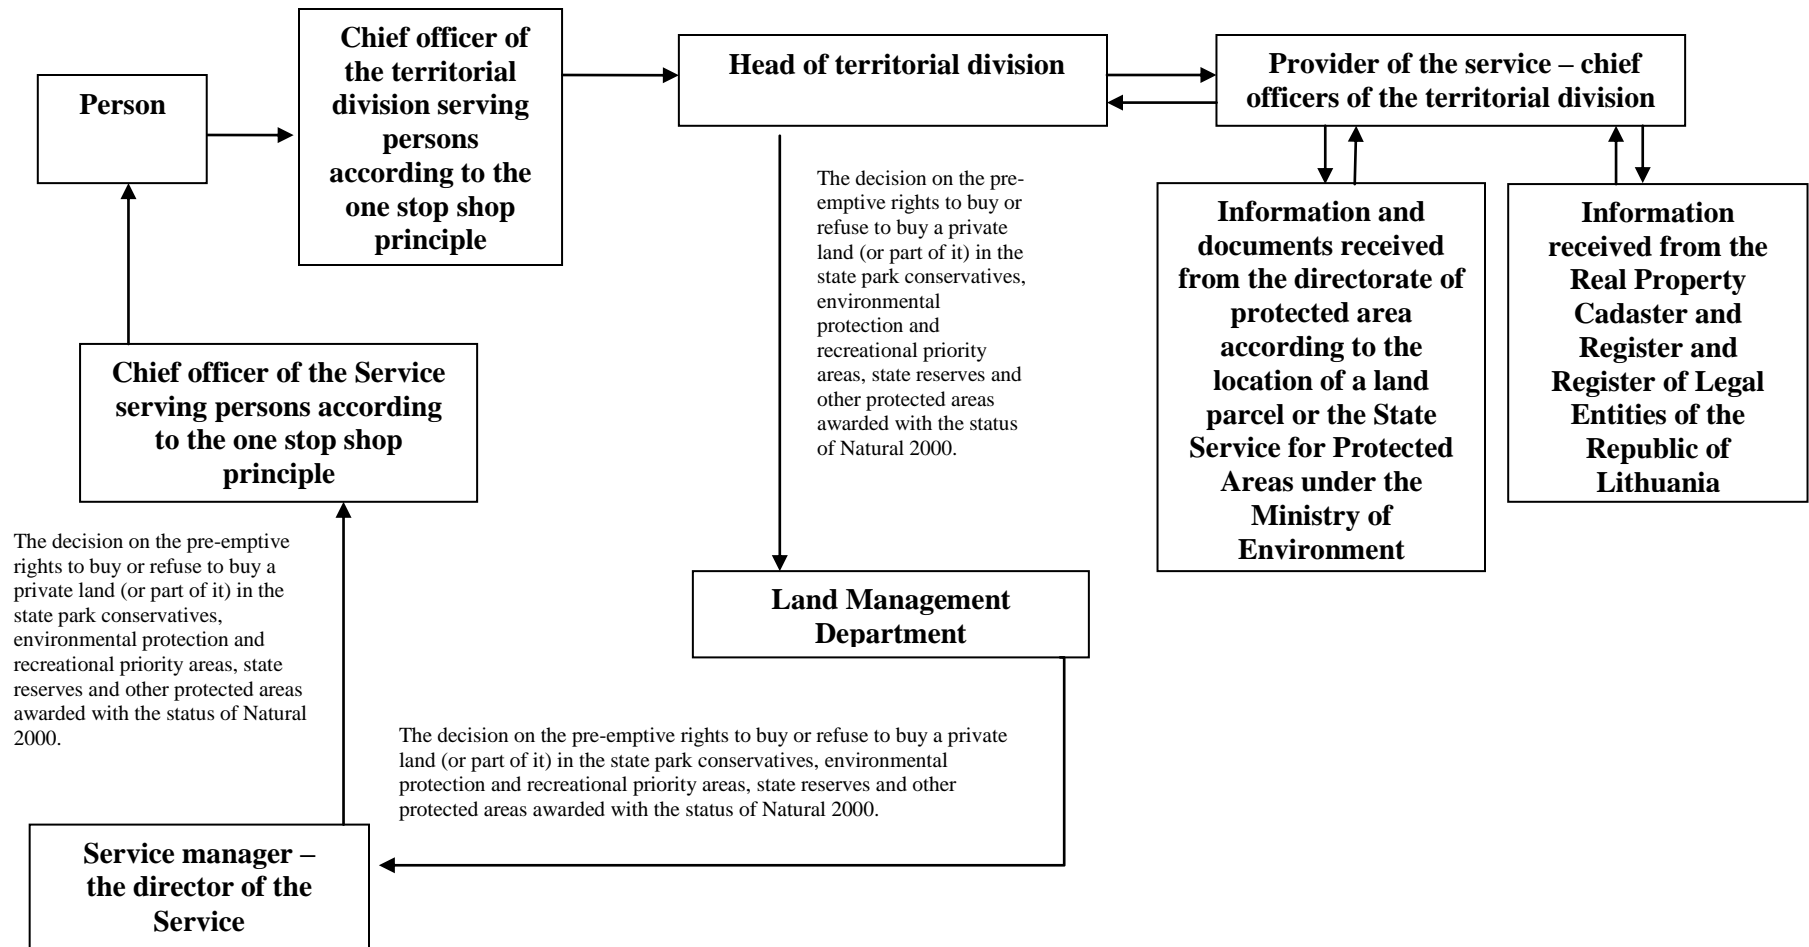 Person
Chief officer of
the territorial
division serving
persons
according to the
one stop shop
principle
Head of territorial division
Provider of the service – chief
officers of the territorial division
The decision on the pre-
emptive rights to buy or
refuse to buy a private
land (or part of it) in the
state park conservatives,
environmental
protection and
recreational priority
areas, state reserves and
other protected areas
awarded with the status
of Natural 2000.
Information and
documents received
from the directorate of
protected area
according to the
location of a land
parcel or the State
Service for Protected
Areas under the
Ministry of
Environment
Information
received from the
Real Property
Cadaster and
Register and
Register of Legal
Entities of the
Republic of
Lithuania
Chief officer of the Service
serving persons according
to the one stop shop
principle
The decision on the pre-emptive
rights to buy or refuse to buy a
private land (or part of it) in the
state park conservatives,
environmental protection and
recreational priority areas, state
reserves and other protected areas
awarded with the status of Natural
2000.
Land Management
Department
The decision on the pre-emptive rights to buy or refuse to buy a private
land (or part of it) in the state park conservatives, environmental
protection and recreational priority areas, state reserves and other
protected areas awarded with the status of Natural 2000.
Service manager –
the director of the
Service